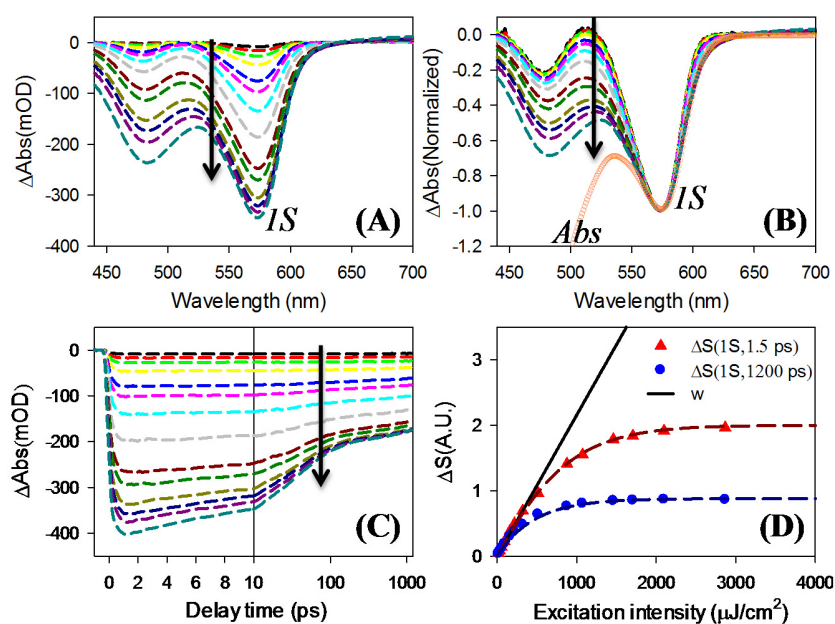 0
-100
-200
-300
-400
ΔAbs(mOD)
1S
(A)
450 500 550 600 650 700
Wavelength (nm)
0.0
-0.2
-0.4
-0.6
-0.8
-1.0
-1.2
ΔAbs(Normalized)
1S
Abs
(B)
450 500 550 600 650 700
Wavelength (nm)
0
-100
-200
-300
-400
ΔAbs(mOD)
(C)
0 2 4 6 8 10 100 1000
Delay time (ps)
3
2
1
0
ΔS(A.U.)
ΔS(1S,1.5 ps)
ΔS(1S,1200 ps)
w
(D)
0 1000 2000 3000 4000
Excitation intensity (μJ/cm²)